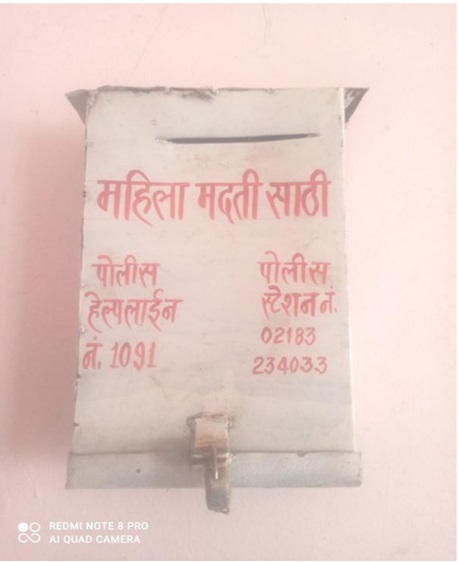 महिला मदती साठी
पोलीस
हेल्पलाईन
नं. 1091
पोलीस
स्टेशन नं.
02183
234033
REDMI NOTE 8 PRO
AI QUAD CAMERA